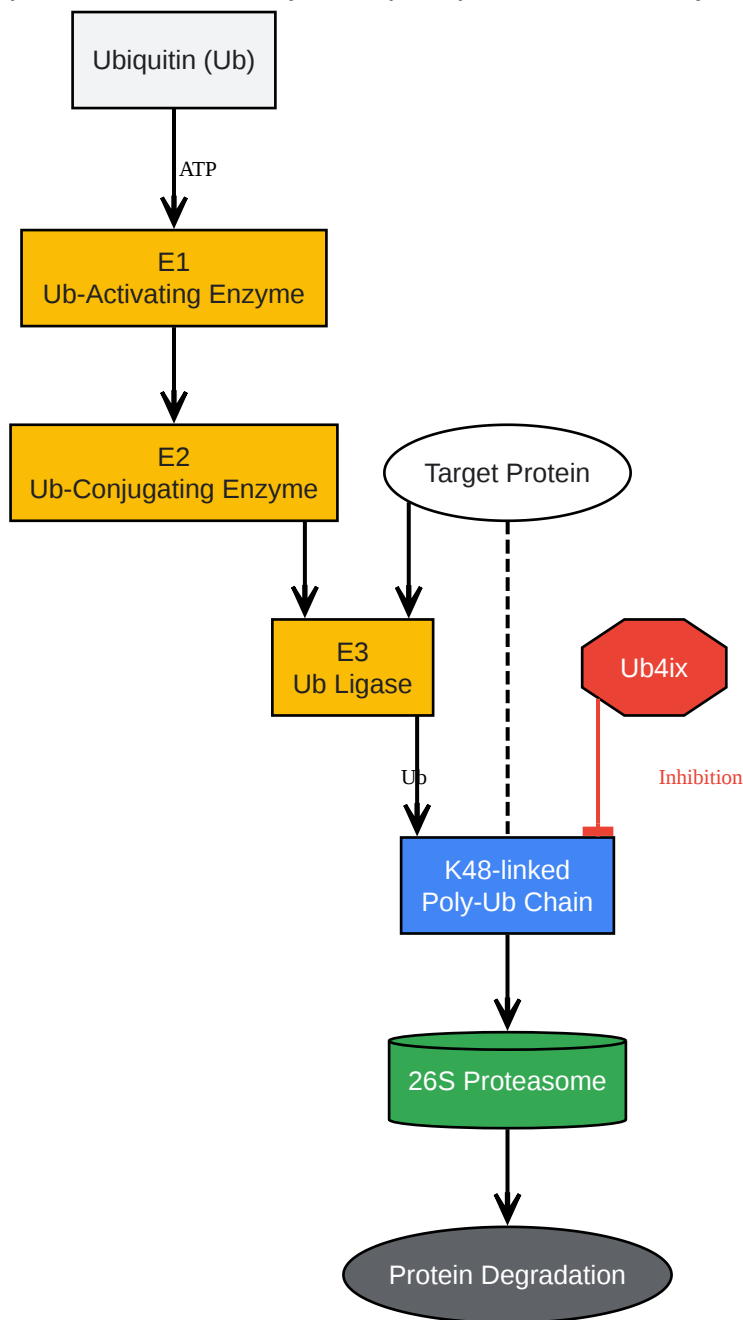 Ubiquitin (Ub)
ATP
E1
Ub-Activating Enzyme
E2
Ub-Conjugating Enzyme
Target Protein
E3
Ub Ligase
Ub4ix
Ub
Inhibition
K48-linked
Poly-Ub Chain
26S Proteasome
Protein Degradation